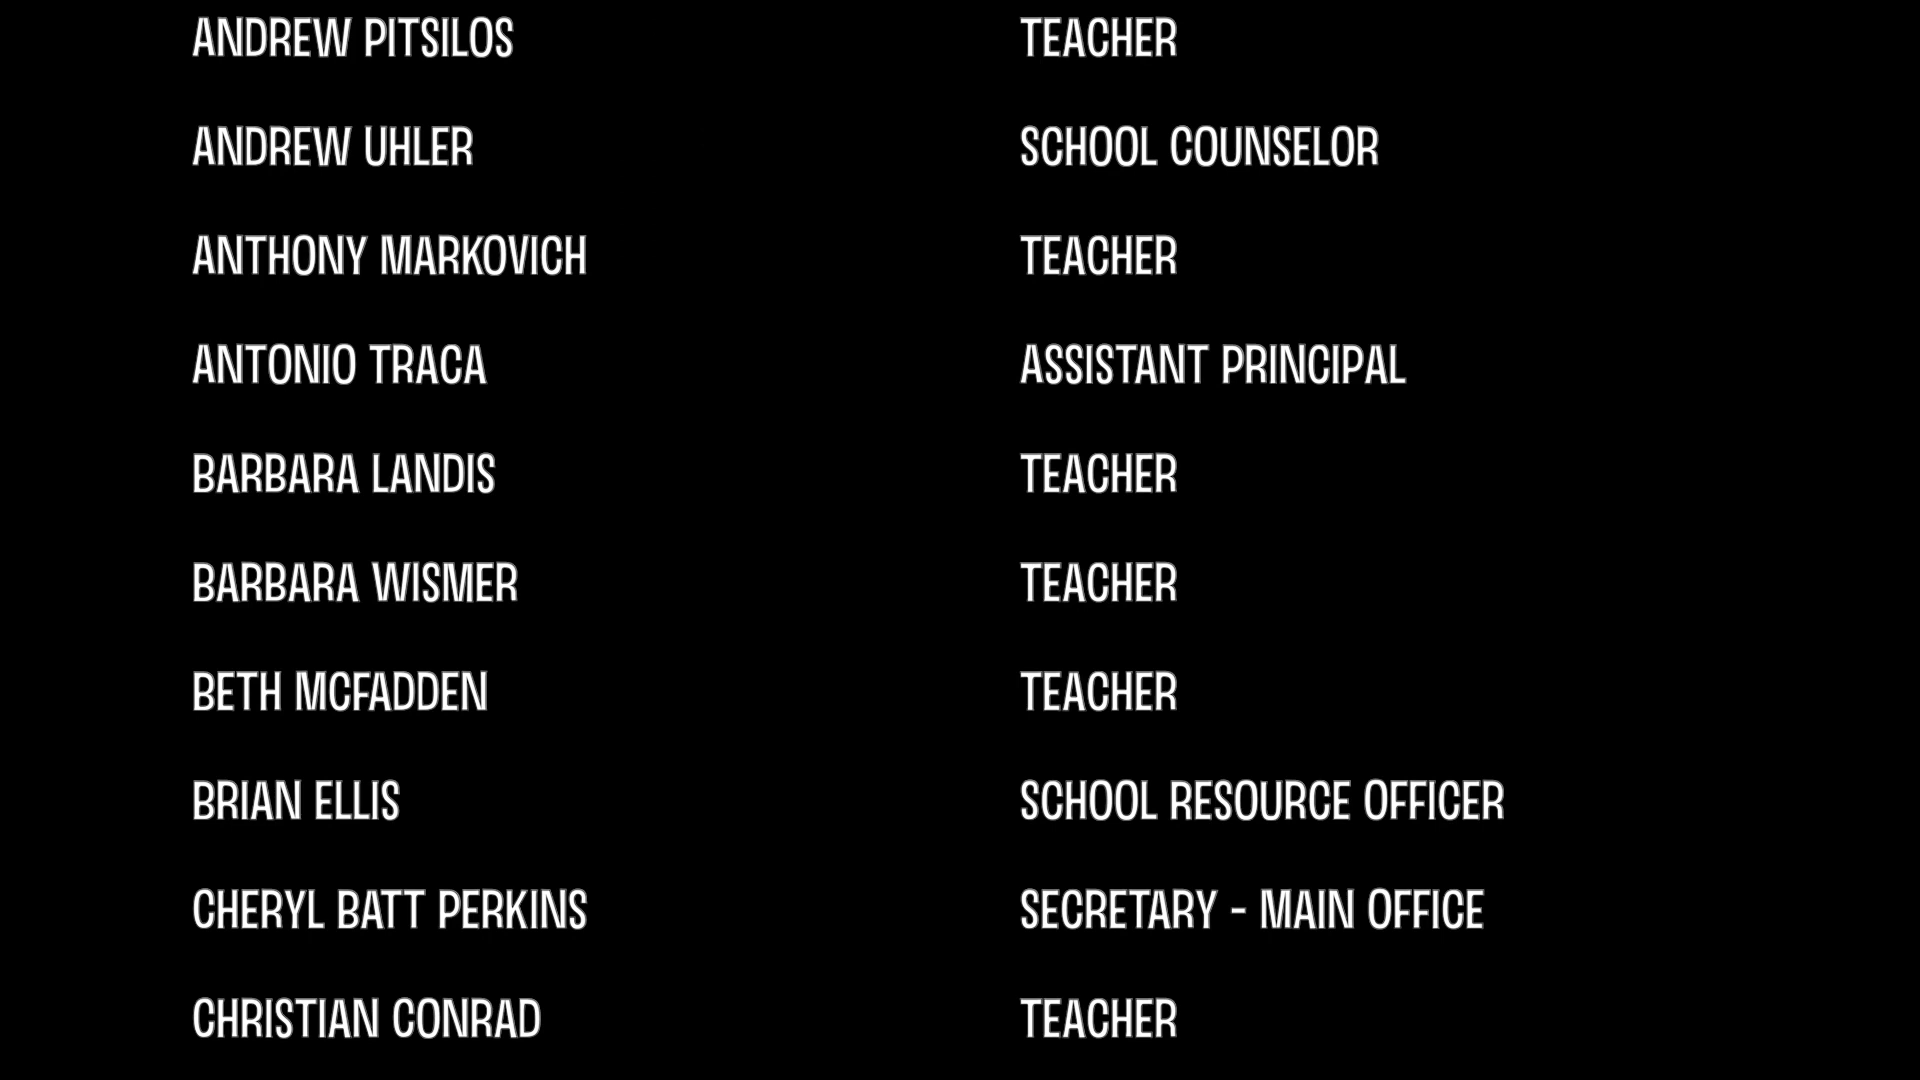 ANDREW PITSILOS TEACHER
ANDREW UHLER SCHOOL COUNSELOR
ANTHONY MARKOVICH TEACHER
ANTONIO TRACA ASSISTANT PRINCIPAL
BARBARA LANDIS TEACHER
BARBARA WISMER TEACHER
BETH MCFADDEN TEACHER
BRIAN ELLIS SCHOOL RESOURCE OFFICER
CHERYL BATT PERKINS SECRETARY - MAIN OFFICE
CHRISTIAN CONRAD TEACHER